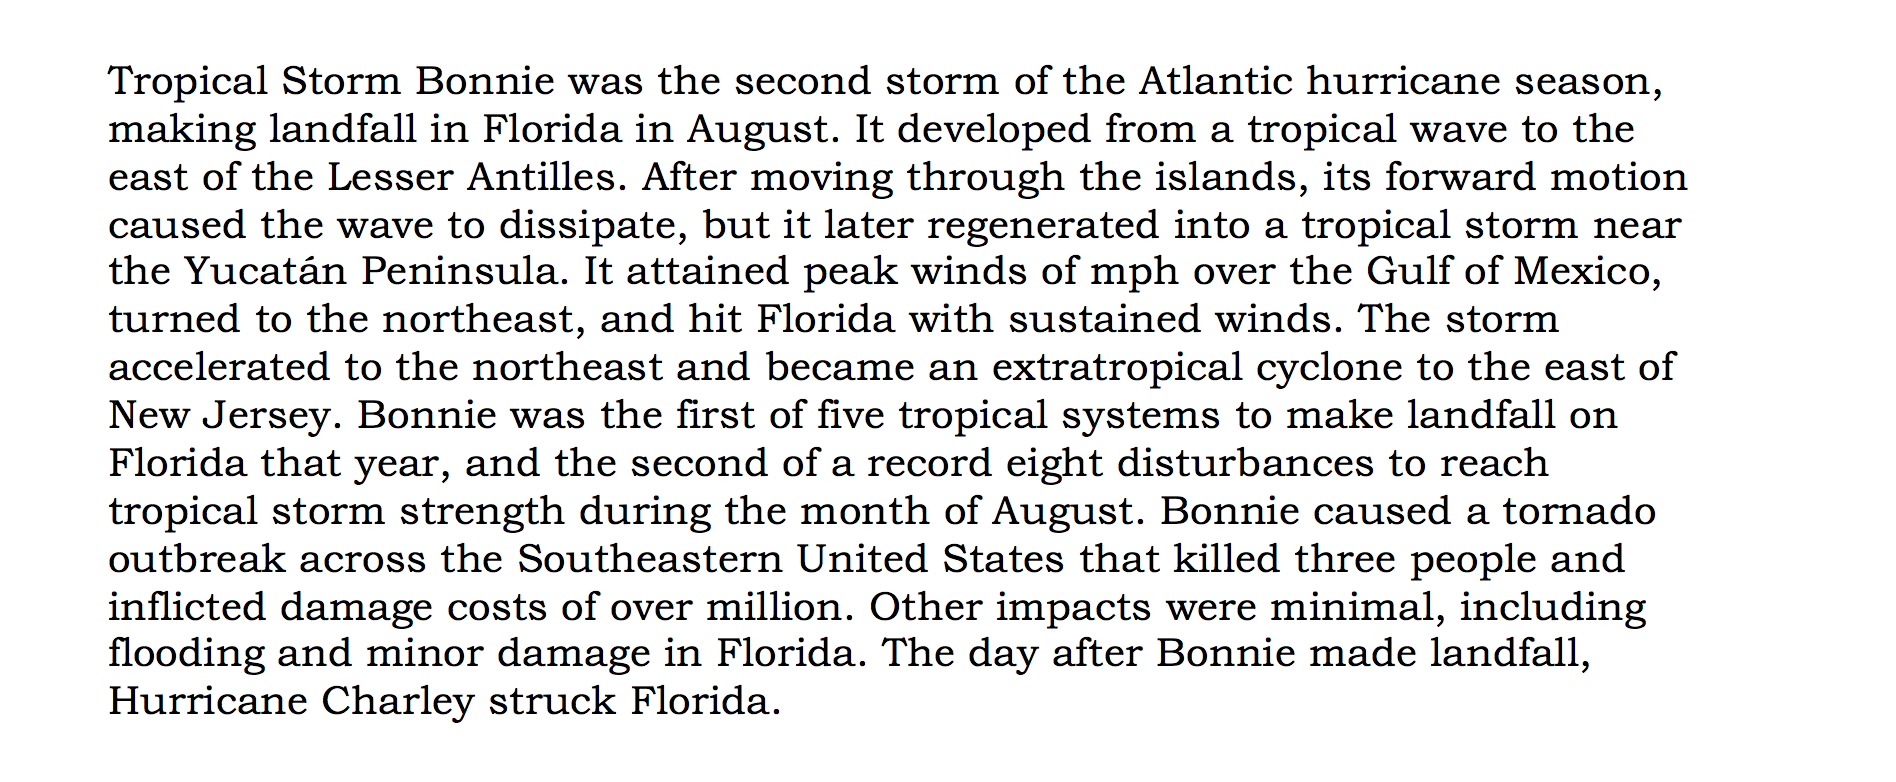 Tropical Storm Bonnie was the second storm of the Atlantic hurricane season,
making landfall in Florida in August. It developed from a tropical wave to the
east of the Lesser Antilles. After moving through the islands, its forward motion
caused the wave to dissipate, but it later regenerated into a tropical storm near
the Yucatán Peninsula. It attained peak winds of mph over the Gulf of Mexico,
turned to the northeast, and hit Florida with sustained winds. The storm
accelerated to the northeast and became an extratropical cyclone to the east of
New Jersey. Bonnie was the first of five tropical systems to make landfall on
Florida that year, and the second of a record eight disturbances to reach
tropical storm strength during the month of August. Bonnie caused a tornado
outbreak across the Southeastern United States that killed three people and
inflicted damage costs of over million. Other impacts were minimal, including
flooding and minor damage in Florida. The day after Bonnie made landfall,
Hurricane Charley struck Florida.